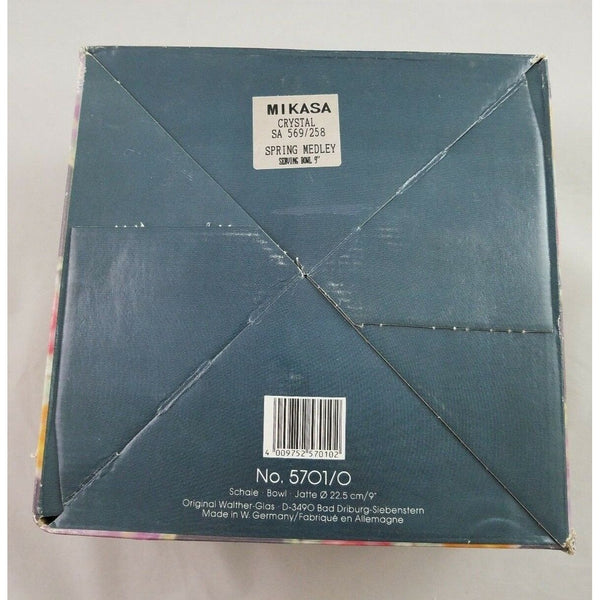 MIKASA
CRYSTAL
SA 569/258
SPRING MEDLEY
SERVING BOWL 9"
4 009752 570102
No. 5701/0
Schale · Bowl · Jatte Ø 22.5 cm/9"
Original Walther-Glas · D-3490 Bad Driburg-Siebenstern
Made in W. Germany/Fabriqué en Allemagne